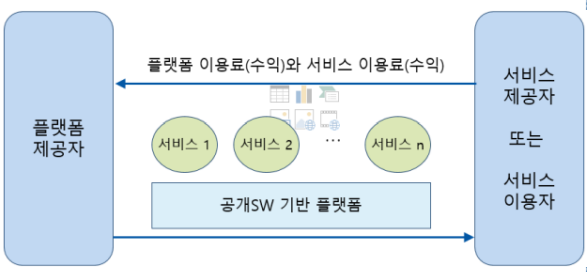 플랫폼 이용료(수익)와 서비스 이용료(수익)
플랫폼
제공자
서비스 1
서비스 2
...
서비스 n
공개SW 기반 플랫폼
서비스
제공자
또는
서비스
이용자